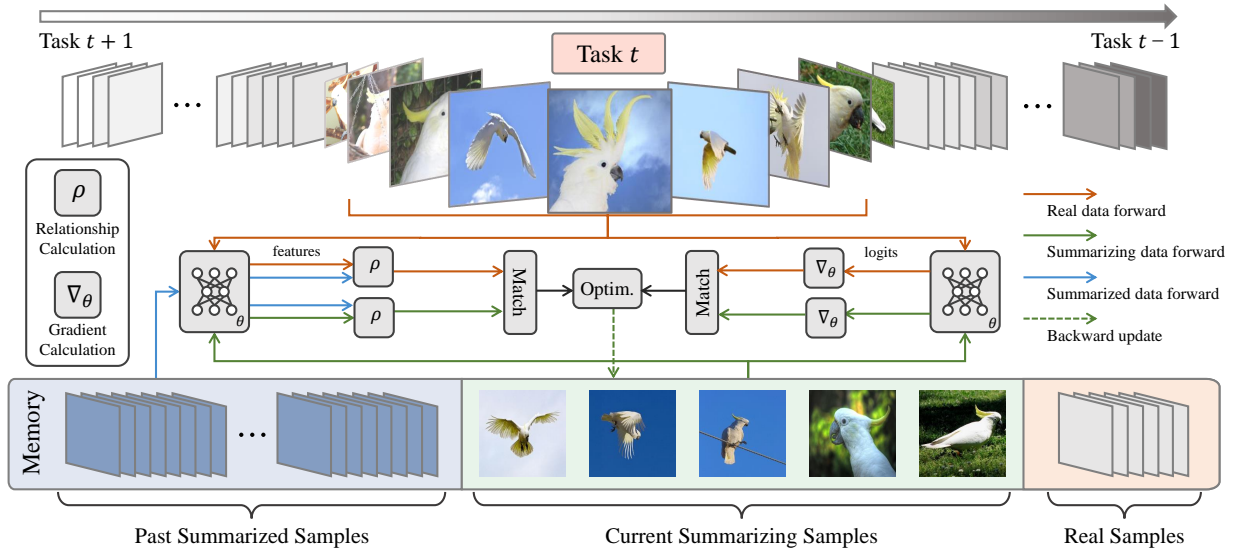 Task t + 1
Task t
Task t − 1
...
...
ρ
Relationship
Calculation
∇θ
Gradient
Calculation
features
logits
θ
ρ
ρ
Match
Optim.
Match
∇θ
∇θ
θ
Real data forward
Summarizing data forward
Summarized data forward
Backward update
Memory
...
Past Summarized Samples
Current Summarizing Samples
Real Samples